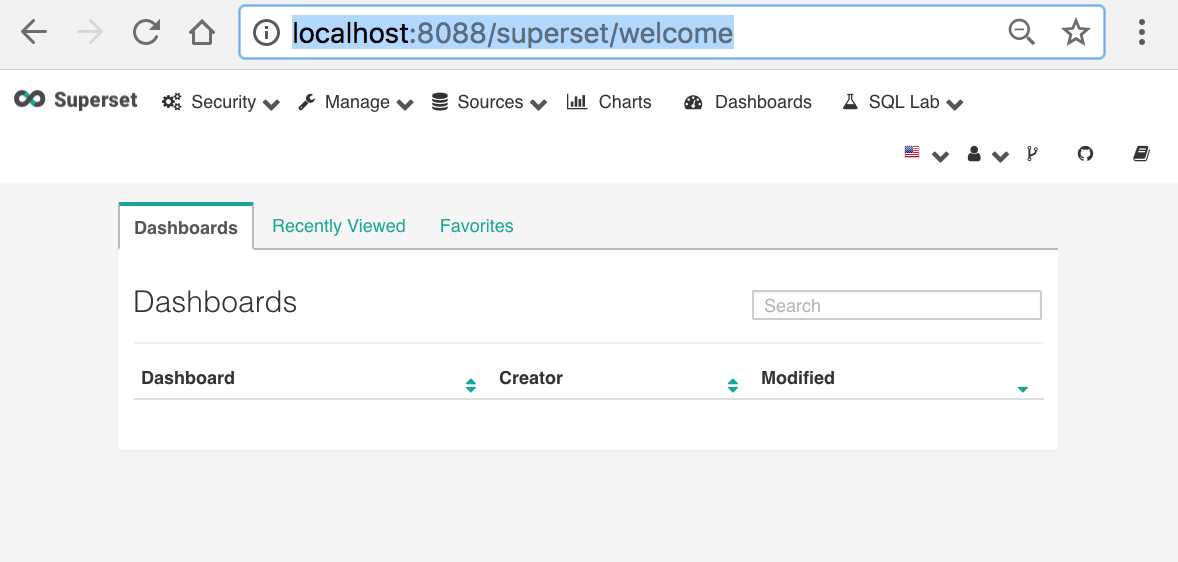 localhost:8088/superset/welcome
Superset Security Manage Sources Charts Dashboards SQL Lab
Dashboards Recently Viewed Favorites
Dashboards Search
Dashboard Creator Modified